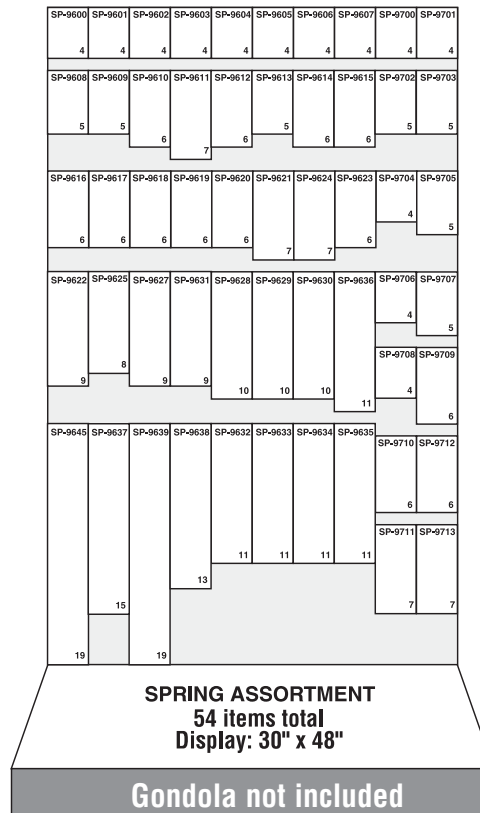 SP-9600 SP-9601 SP-9602 SP-9603 SP-9604 SP-9605 SP-9606 SP-9607 SP-9700 SP-9701
4 4 4 4 4 4 4 4 4 4
SP-9608 SP-9609 SP-9610 SP-9611 SP-9612 SP-9613 SP-9614 SP-9615 SP-9702 SP-9703
5 5 6 7 6 5 6 6 5 5
SP-9616 SP-9617 SP-9618 SP-9619 SP-9620 SP-9621 SP-9624 SP-9623 SP-9704 SP-9705
6 6 6 6 6 7 7 6 4 5
SP-9622 SP-9625 SP-9627 SP-9631 SP-9628 SP-9629 SP-9630 SP-9636 SP-9706 SP-9707
9 8 9 9 10 10 10 11 4 5
SP-9708 SP-9709
4 6
SP-9645 SP-9637 SP-9639 SP-9638 SP-9632 SP-9633 SP-9634 SP-9635 SP-9710 SP-9712
19 15 19 13 11 11 11 11 6 6
SP-9711 SP-9713
7 7
SPRING ASSORTMENT
54 items total
Display: 30" x 48"
Gondola not included